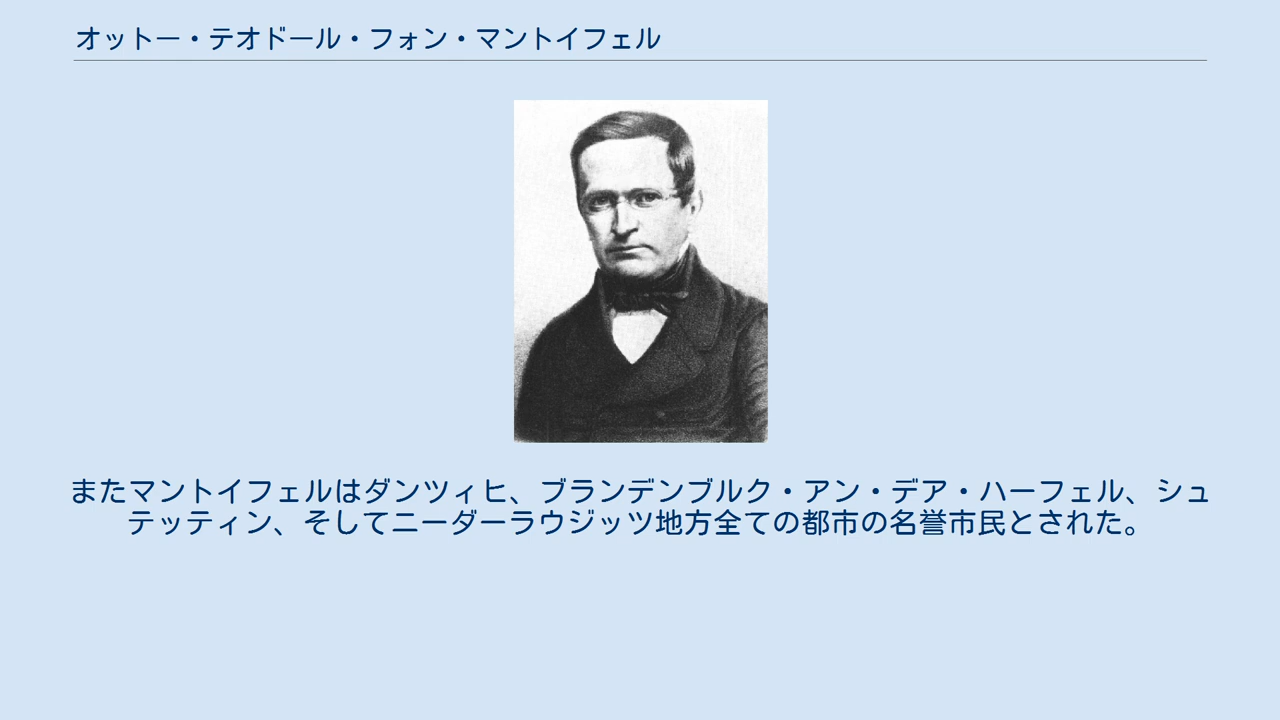 オットー・テオドール・フォン・マントイフェル
またマントイフェルはダンツィヒ、ブランデンブルク・アン・デア・ハーフェル、シュ
テッティン、そしてニーダーラウジッツ地方全ての都市の名誉市民とされた。